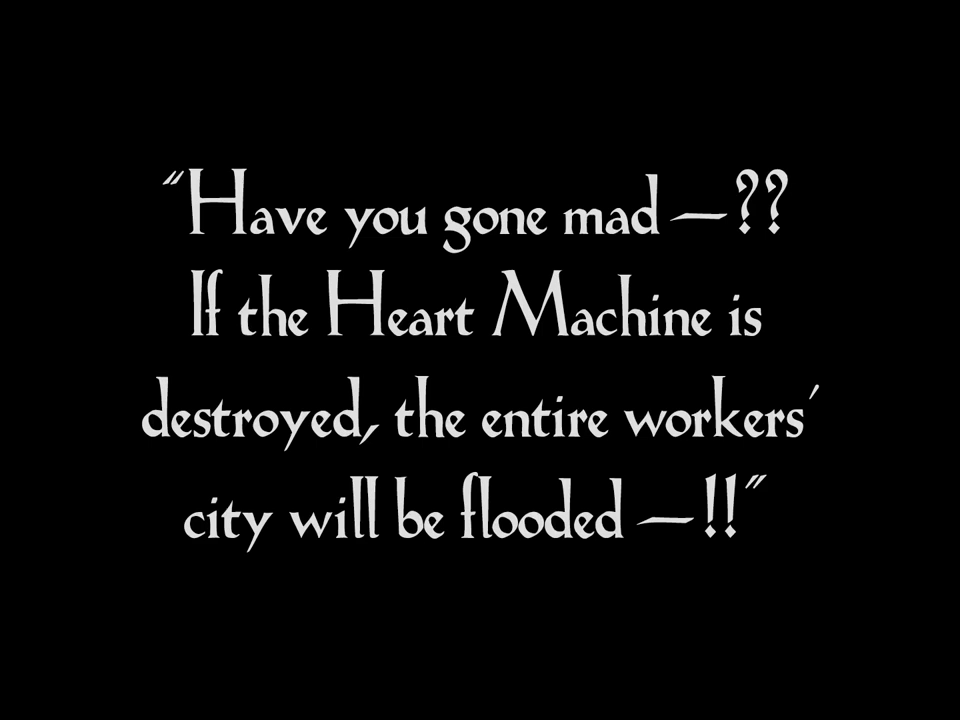 "Have you gone mad —??
If the Heart Machine is
destroyed, the entire workers'
city will be flooded —!!"